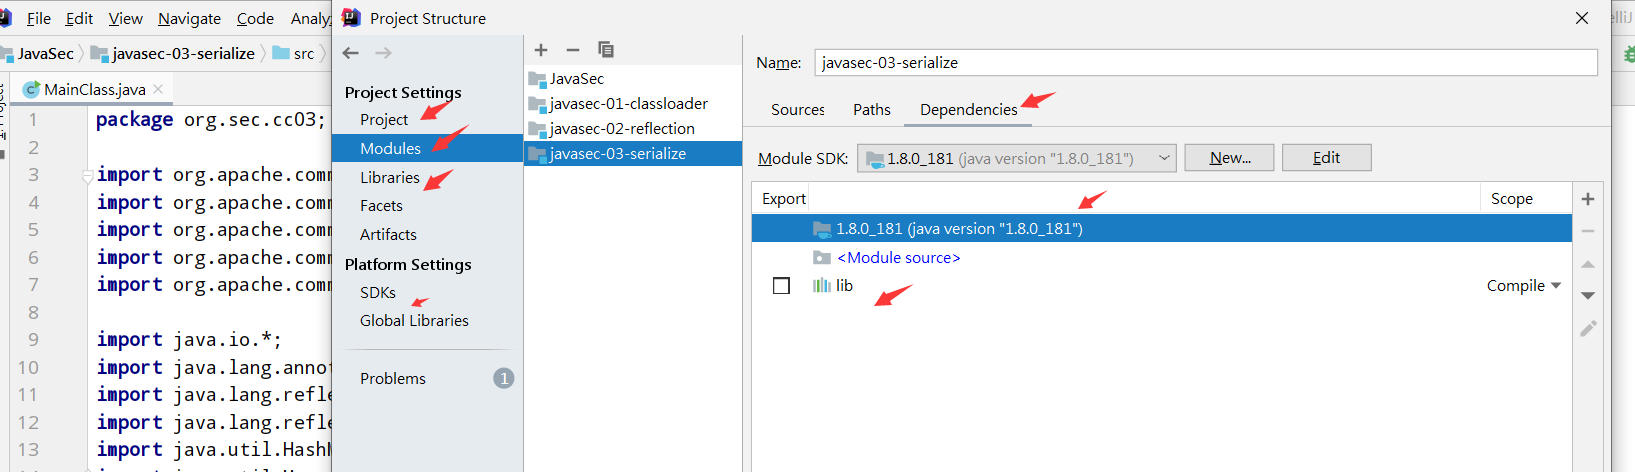 File Edit View Navigate Code Analyz
Project Structure
JavaSec javasec-03-serialize src
MainClass.java
Project
1 package org.sec.cc03;
2
3 import org.apache.comm
4 import org.apache.comm
5 import org.apache.comm
6 import org.apache.comm
7 import org.apache.comm
8
9 import java.io.*;
10 import java.lang.annot
11 import java.lang.refle
12 import java.lang.refle
13 import java.util.HashM
Project Settings
Project
Modules
Libraries
Facets
Artifacts
Platform Settings
SDKs
Global Libraries
Problems 1
JavaSec
javasec-01-classloader
javasec-02-reflection
javasec-03-serialize
Name: javasec-03-serialize
Sources Paths Dependencies
Module SDK: 1.8.0_181 (java version "1.8.0_181") New... Edit
Export Scope
1.8.0_181 (java version "1.8.0_181")
<Module source>
lib Compile
elliJ